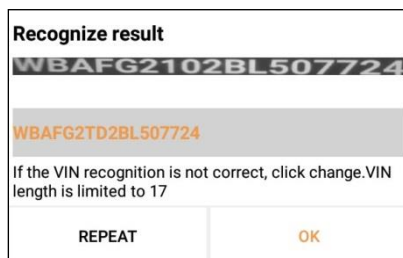 Recognize result
WBAFG2102BL507724
WBAFG2TD2BL507724
If the VIN recognition is not correct, click change.VIN
length is limited to 17
REPEAT OK